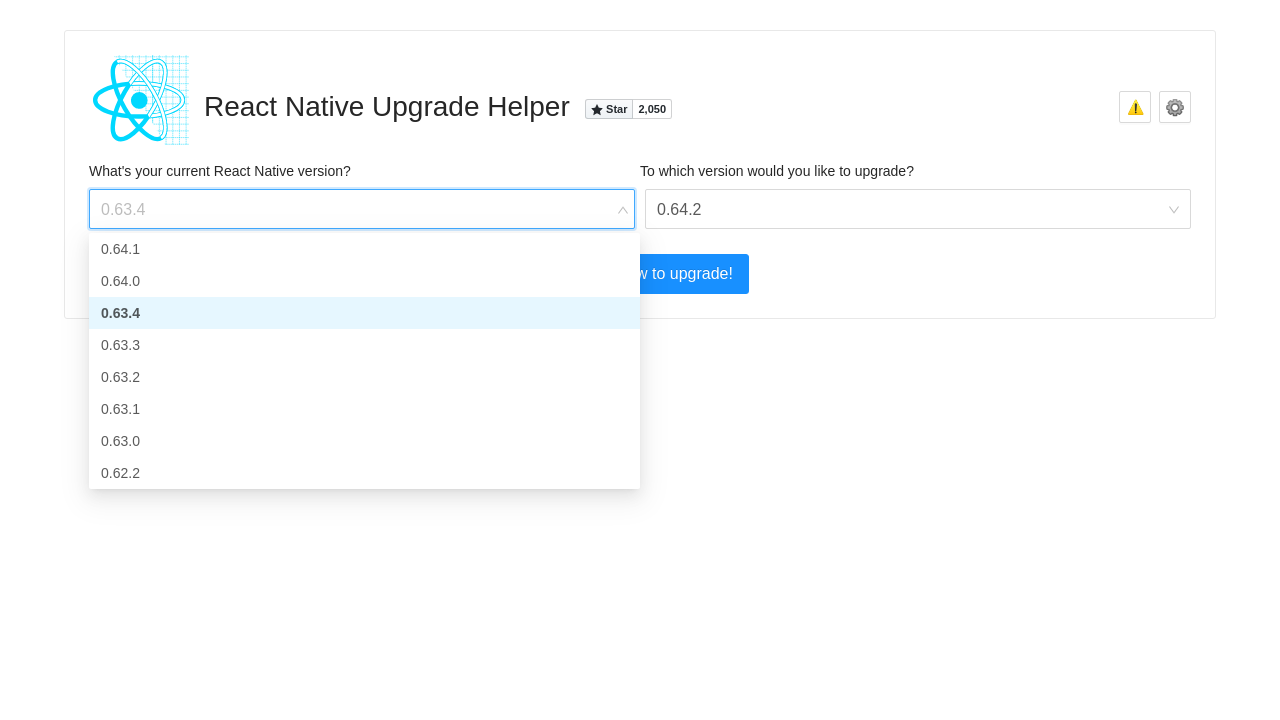 React Native Upgrade Helper
Star 2,050
What's your current React Native version?
To which version would you like to upgrade?
0.63.4
0.64.2
0.64.1
0.64.0
to upgrade!
0.63.4
0.63.3
0.63.2
0.63.1
0.63.0
0.62.2